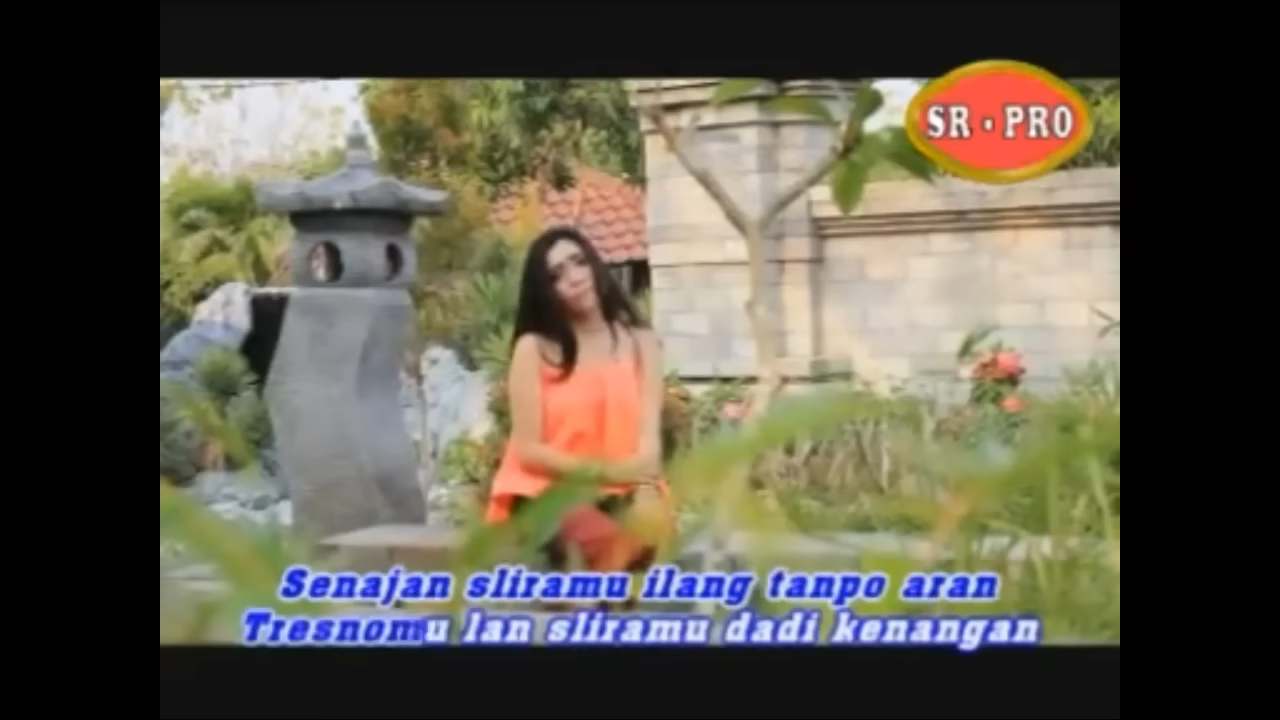 SR - PRO
Senajan sliramu ilang tanpo aran
Tresnomu lan sliramu dadi kenangan